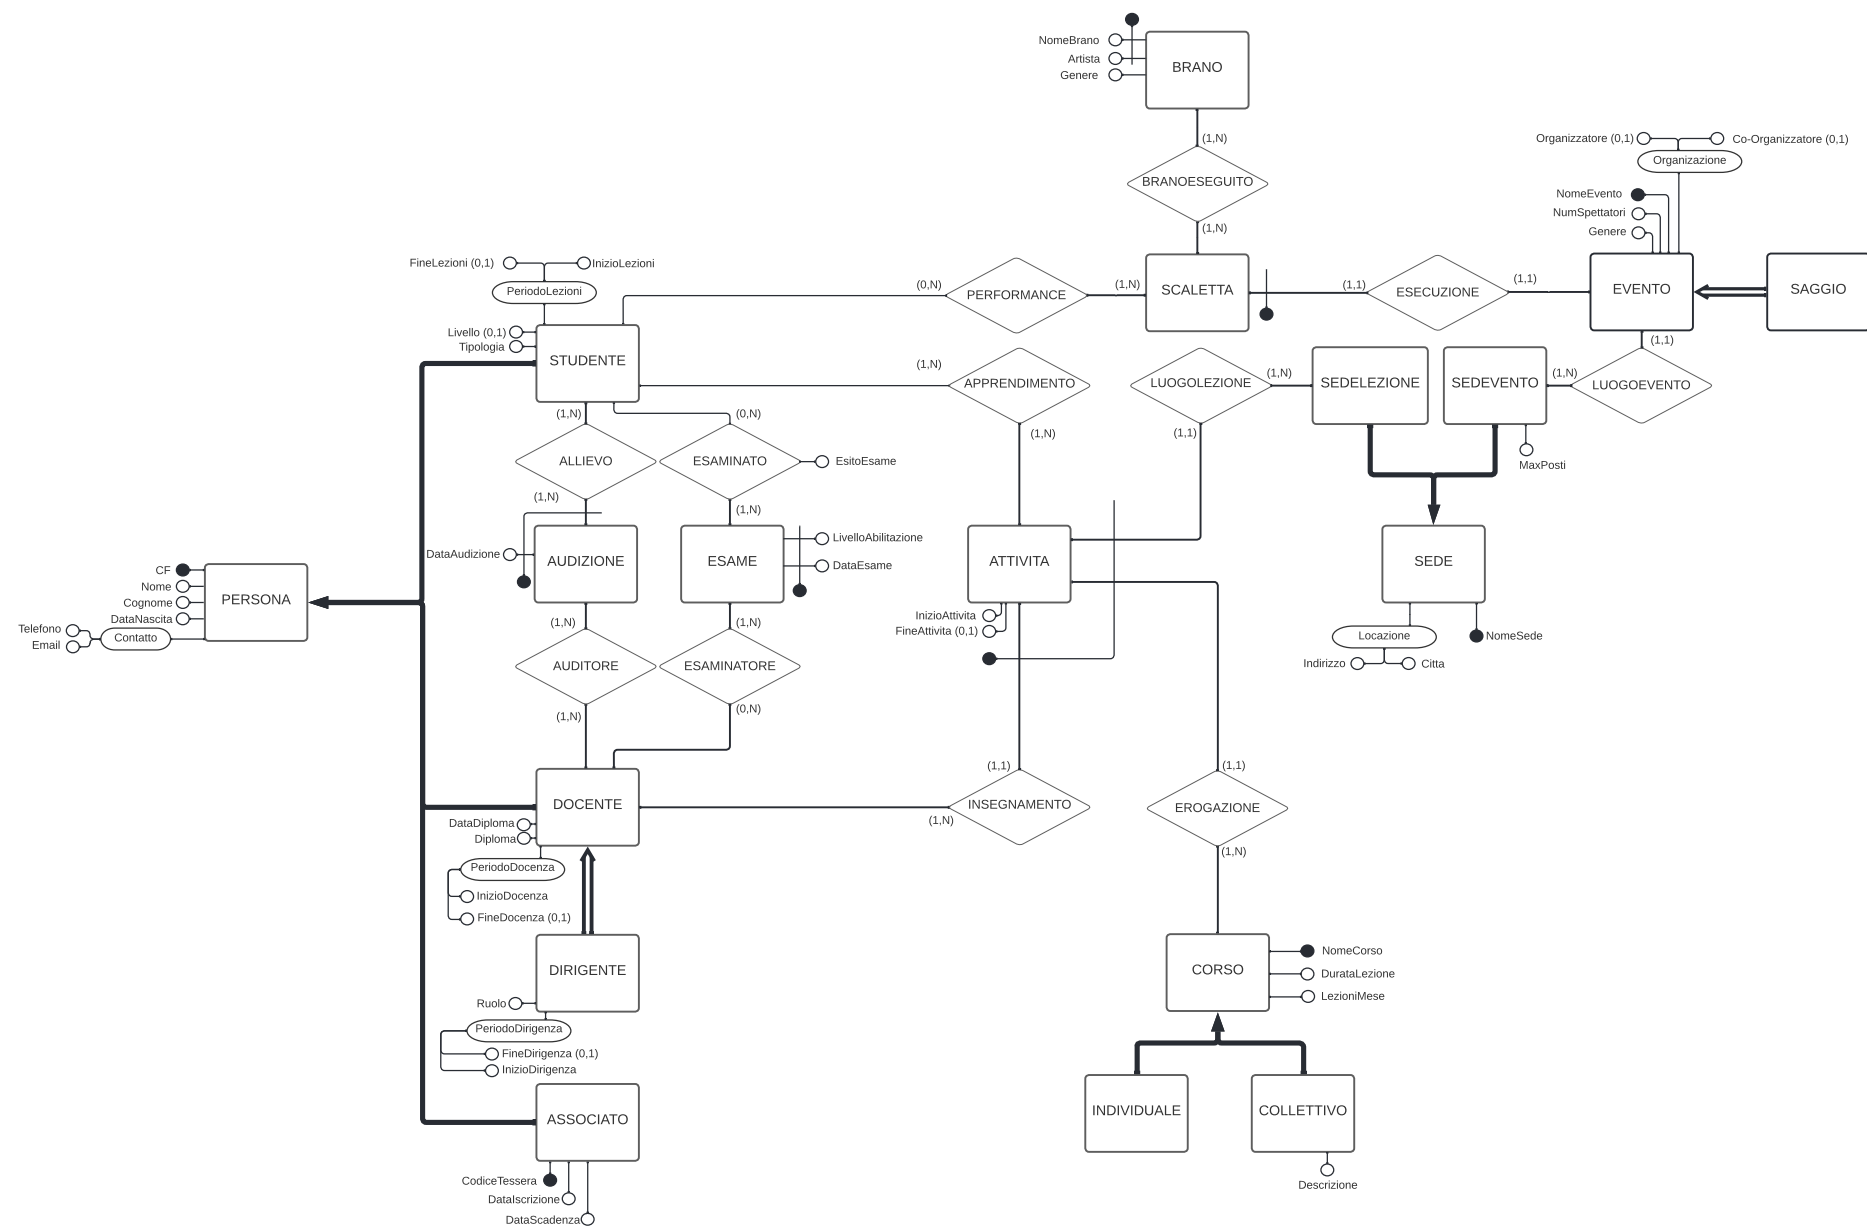 NomeBrano
Artista
Genere
BRANO
(1,N)
BRANOESEGUITO
(1,N)
Organizzatore (0,1)
Co-Organizzatore (0,1)
Organizazione
NomeEvento
NumSpettatori
Genere
FineLezioni (0,1)
InizioLezioni
PeriodoLezioni
(0,N)
PERFORMANCE
(1,N)
SCALETTA
(1,1)
ESECUZIONE
(1,1)
EVENTO
SAGGIO
Livello (0,1)
Tipologia
STUDENTE
(1,N)
APPRENDIMENTO
(1,N)
LUOGOLEZIONE
(1,N)
(1,1)
SEDELEZIONE
SEDEVENTO
(1,N)
(1,1)
LUOGOEVENTO
MaxPosti
(1,N)
(0,N)
ALLIEVO
ESAMINATO
EsitoEsame
(1,N)
(1,N)
DataAudizione
AUDIZIONE
ESAME
LivelloAbilitazione
DataEsame
ATTIVITA
SEDE
CF
Nome
Cognome
DataNascita
PERSONA
Telefono
Email
Contatto
InizioAttivita
FineAttivita (0,1)
Locazione
NomeSede
Indirizzo
Citta
(1,N)
(1,N)
AUDITORE
ESAMINATORE
(1,N)
(0,N)
DOCENTE
(1,1)
INSEGNAMENTO
(1,N)
(1,1)
EROGAZIONE
(1,N)
DataDiploma
Diploma
PeriodoDocenza
InizioDocenza
FineDocenza (0,1)
DIRIGENTE
Ruolo
PeriodoDirigenza
FineDirigenza (0,1)
InizioDirigenza
CORSO
NomeCorso
DurataLezione
LezioniMese
INDIVIDUALE
COLLETTIVO
Descrizione
ASSOCIATO
CodiceTessera
DataIscrizione
DataScadenza